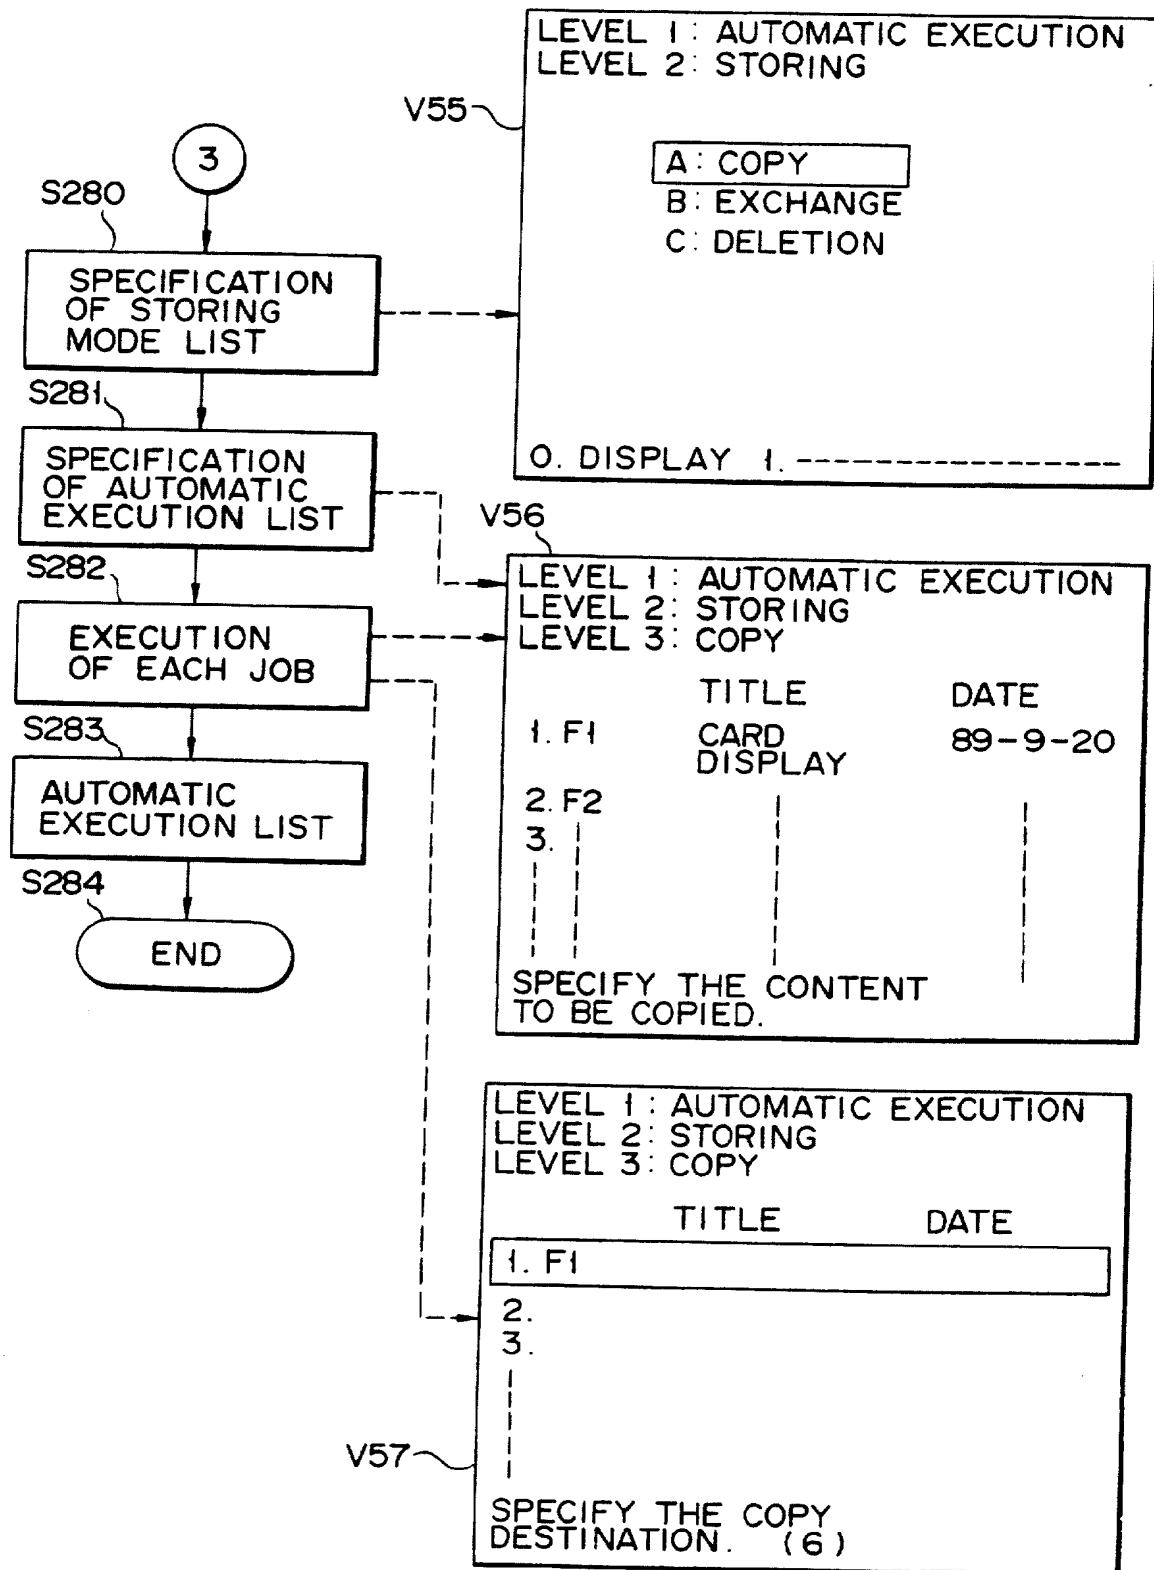 3
S280
SPECIFICATION
OF STORING
MODE LIST
S281
SPECIFICATION
OF AUTOMATIC
EXECUTION LIST
S282
EXECUTION
OF EACH JOB
S283
AUTOMATIC
EXECUTION LIST
S284
END
V55
LEVEL 1: AUTOMATIC EXECUTION
LEVEL 2: STORING
A: COPY
B: EXCHANGE
C: DELETION
0. DISPLAY 1.
V56
LEVEL 1: AUTOMATIC EXECUTION
LEVEL 2: STORING
LEVEL 3: COPY
TITLE DATE
1. F1 CARD 89-9-20
DISPLAY
2. F2
3.
SPECIFY THE CONTENT
TO BE COPIED.
V57
LEVEL 1: AUTOMATIC EXECUTION
LEVEL 2: STORING
LEVEL 3: COPY
TITLE DATE
1. F1
2.
3.
SPECIFY THE COPY
DESTINATION. (6)